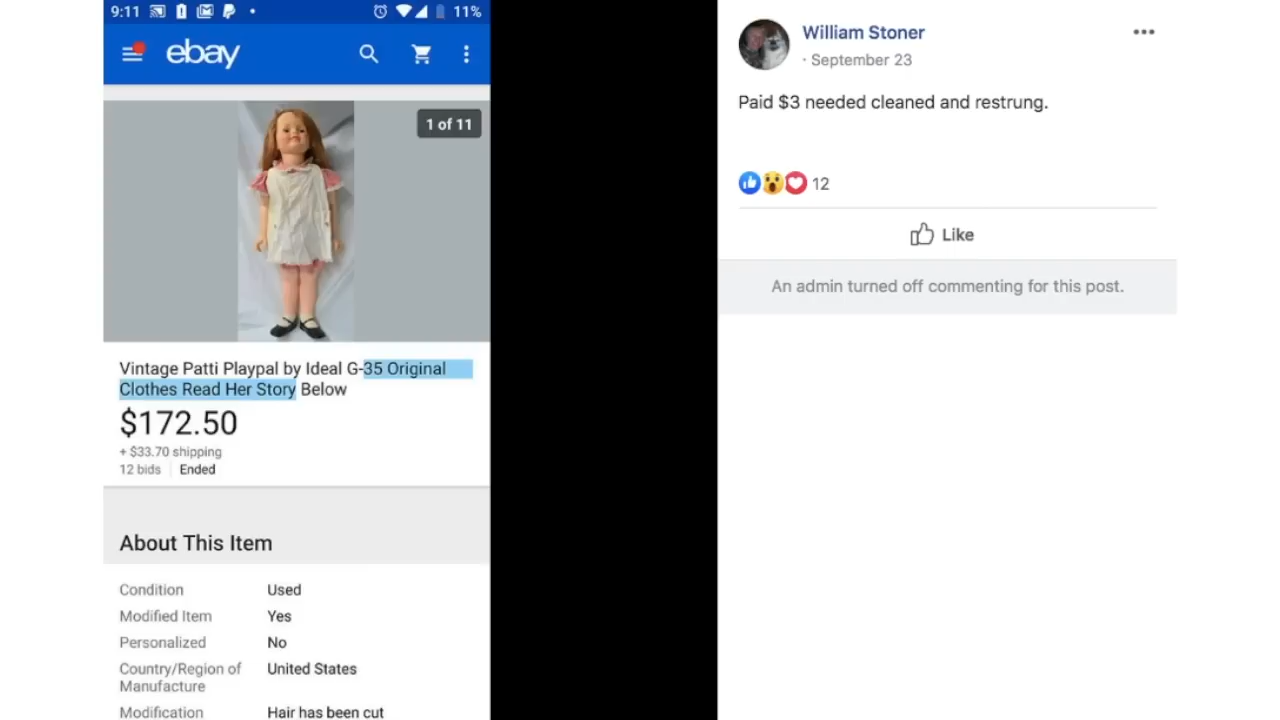 9:11
11%
ebay
1 of 11
Vintage Patti Playpal by Ideal G-35 Original
Clothes Read Her Story Below
$172.50
+ $33.70 shipping
12 bids
Ended
About This Item
Condition Used
Modified Item Yes
Personalized No
Country/Region of United States
Manufacture
Modification Hair has been cut
William Stoner
· September 23
Paid $3 needed cleaned and restrung.
12
Like
An admin turned off commenting for this post.